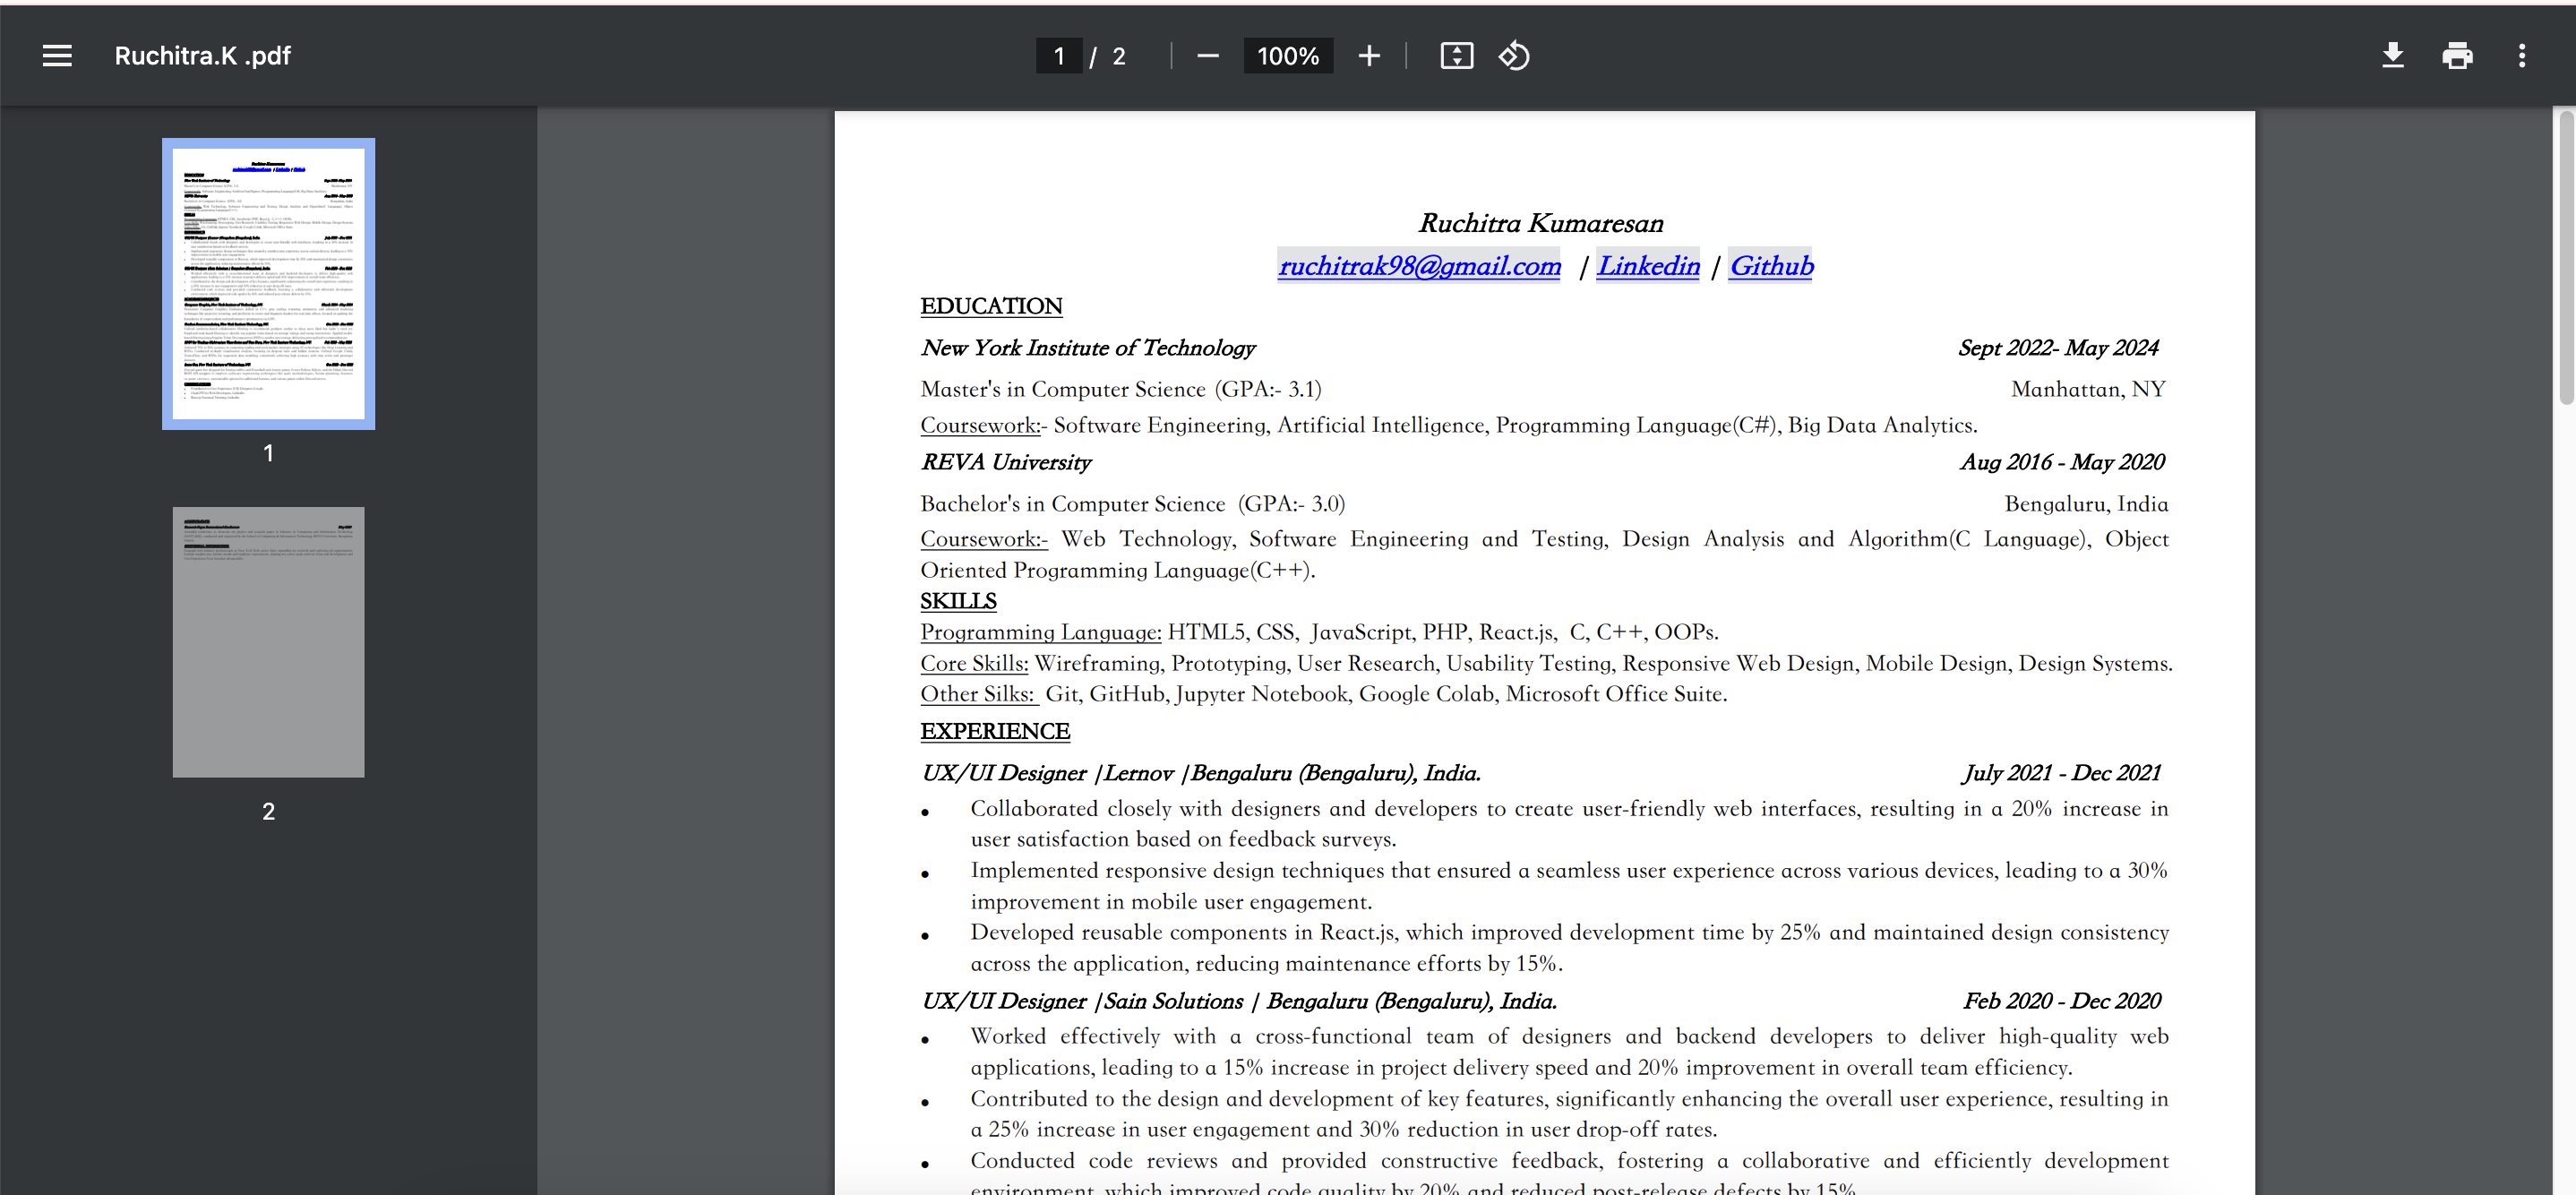 Ruchitra.K .pdf
1 / 2
100%
1
2
Ruchitra Kumaresan
ruchitrak98@gmail.com | Linkedin | Github
EDUCATION
New York Institute of Technology Sept 2022- May 2024
Master's in Computer Science (GPA:- 3.1) Manhattan, NY
Coursework:- Software Engineering, Artificial Intelligence, Programming Language(C#), Big Data Analytics.
REVA University Aug 2016 - May 2020
Bachelor's in Computer Science (GPA:- 3.0) Bengaluru, India
Coursework:- Web Technology, Software Engineering and Testing, Design Analysis and Algorithm(C Language), Object
Oriented Programming Language(C++).
SKILLS
Programming Language: HTML5, CSS, JavaScript, PHP, React.js, C, C++, OOPs.
Core Skills: Wireframing, Prototyping, User Research, Usability Testing, Responsive Web Design, Mobile Design, Design Systems.
Other Silks: Git, GitHub, Jupyter Notebook, Google Colab, Microsoft Office Suite.
EXPERIENCE
UX/UI Designer |Lernov |Bengaluru (Bengaluru), India. July 2021 - Dec 2021
• Collaborated closely with designers and developers to create user-friendly web interfaces, resulting in a 20% increase in
user satisfaction based on feedback surveys.
• Implemented responsive design techniques that ensured a seamless user experience across various devices, leading to a 30%
improvement in mobile user engagement.
• Developed reusable components in React.js, which improved development time by 25% and maintained design consistency
across the application, reducing maintenance efforts by 15%.
UX/UI Designer |Sain Solutions | Bengaluru (Bengaluru), India. Feb 2020 - Dec 2020
• Worked effectively with a cross-functional team of designers and backend developers to deliver high-quality web
applications, leading to a 15% increase in project delivery speed and 20% improvement in overall team efficiency.
• Contributed to the design and development of key features, significantly enhancing the overall user experience, resulting in
a 25% increase in user engagement and 30% reduction in user drop-off rates.
• Conducted code reviews and provided constructive feedback, fostering a collaborative and efficiently development
environment, which improved code quality by 20% and reduced post-release defects by 15%.